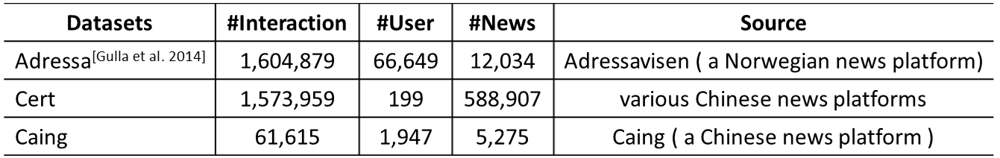 Datasets #Interaction #User #News Source
Adressa[Gulla et al. 2014] 1,604,879 66,649 12,034 Adressavisen ( a Norwegian news platform)
Cert 1,573,959 199 588,907 various Chinese news platforms
Caing 61,615 1,947 5,275 Caing ( a Chinese news platform )